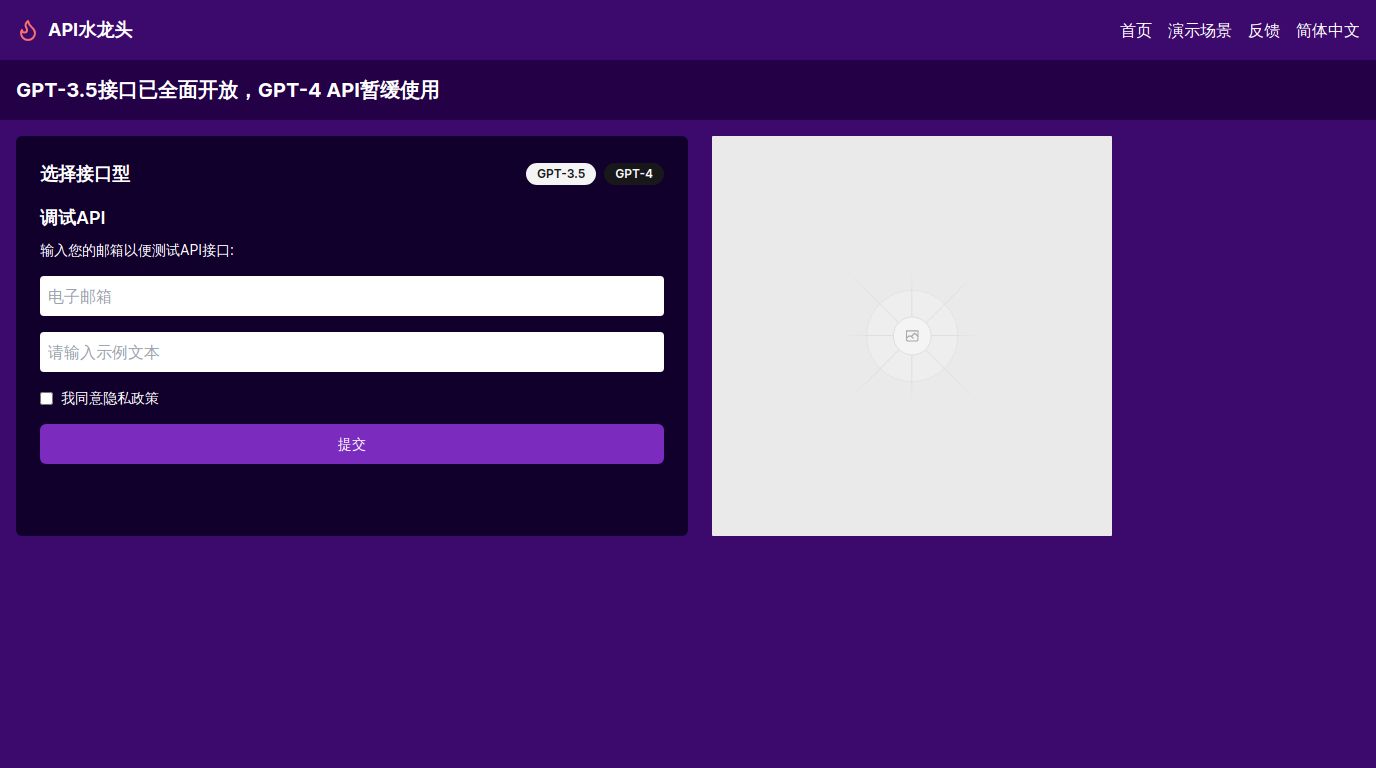 API水龙头
首页 演示场景 反馈 简体中文
GPT-3.5接口已全面开放，GPT-4 API暂缓使用
选择接口型
GPT-3.5 GPT-4
调试API
输入您的邮箱以便测试API接口:
电子邮箱
请输入示例文本
我同意隐私政策
提交